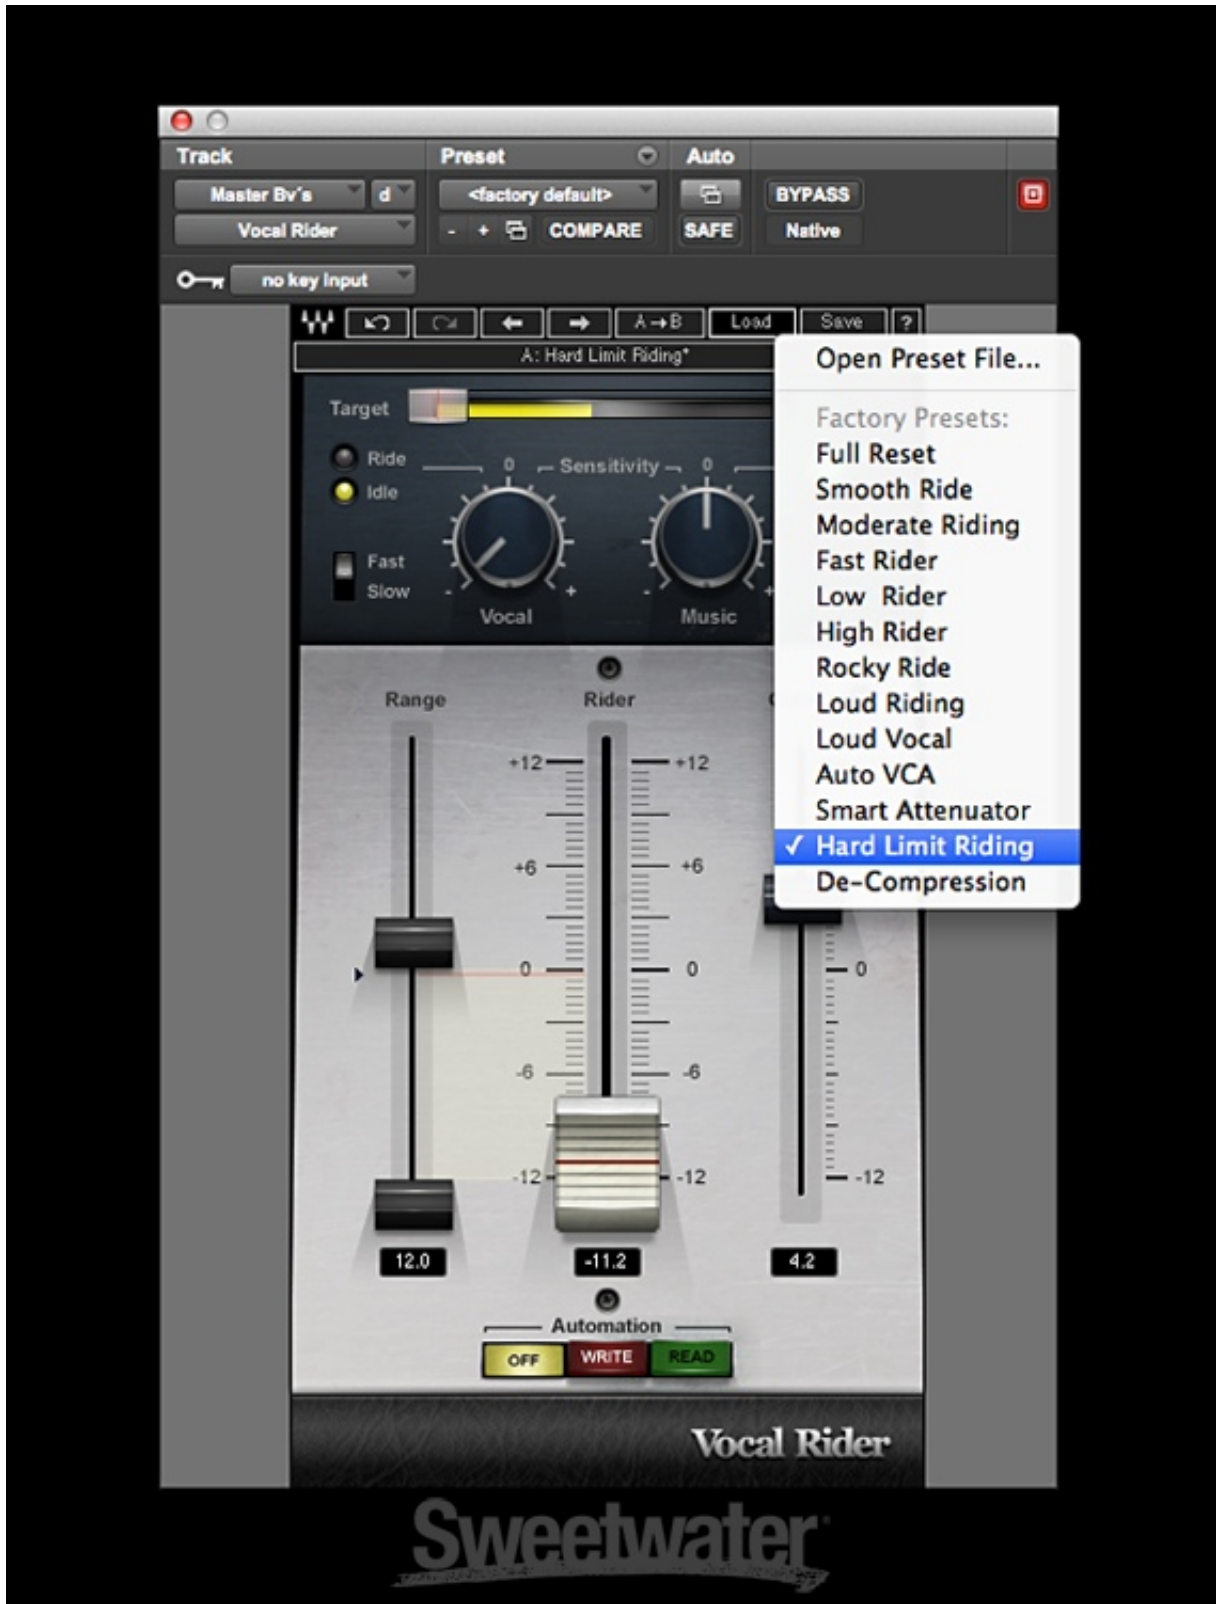 Track Preset Auto
Master Bv´s d <factory default> BYPASS
Vocal Rider - + COMPARE SAFE Native
no key input
A→B Load Save ?
A: Hard Limit Riding*
Open Preset File...
Factory Presets:
Full Reset
Smooth Ride
Moderate Riding
Fast Rider
Low Rider
High Rider
Rocky Ride
Loud Riding
Loud Vocal
Auto VCA
Smart Attenuator
✓ Hard Limit Riding
De-Compression
Target
Ride
Idle
Fast
Slow
0 Sensitivity 0
- + - +
Vocal Music
Range Rider
+12 +12
+6 +6
0 0 0
-6 -6
-12 -12 -12
12.0 -11.2 4.2
Automation
OFF WRITE READ
Vocal Rider
Sweetwater